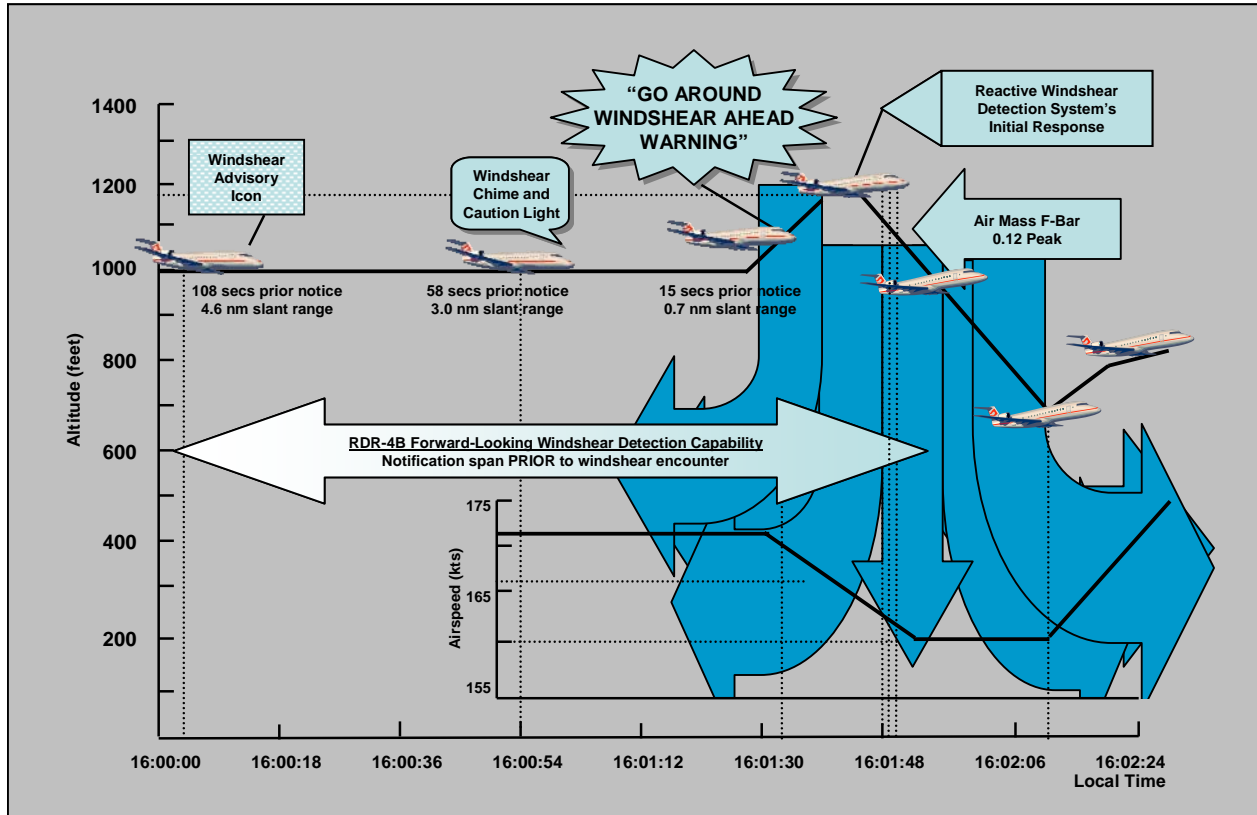 “GO AROUND
WINDSHEAR AHEAD
WARNING”
Reactive Windshear
Detection System’s
Initial Response
Windshear
Advisory
Icon
Windshear
Chime and
Caution Light
Air Mass F-Bar
0.12 Peak
108 secs prior notice
4.6 nm slant range
58 secs prior notice
3.0 nm slant range
15 secs prior notice
0.7 nm slant range
RDR-4B Forward-Looking Windshear Detection Capability
Notification span PRIOR to windshear encounter
Altitude (feet)
1400
1200
1000
800
600
400
200
Airspeed (kts)
175
165
155
16:00:00
16:00:18
16:00:36
16:00:54
16:01:12
16:01:30
16:01:48
16:02:06
16:02:24
Local Time